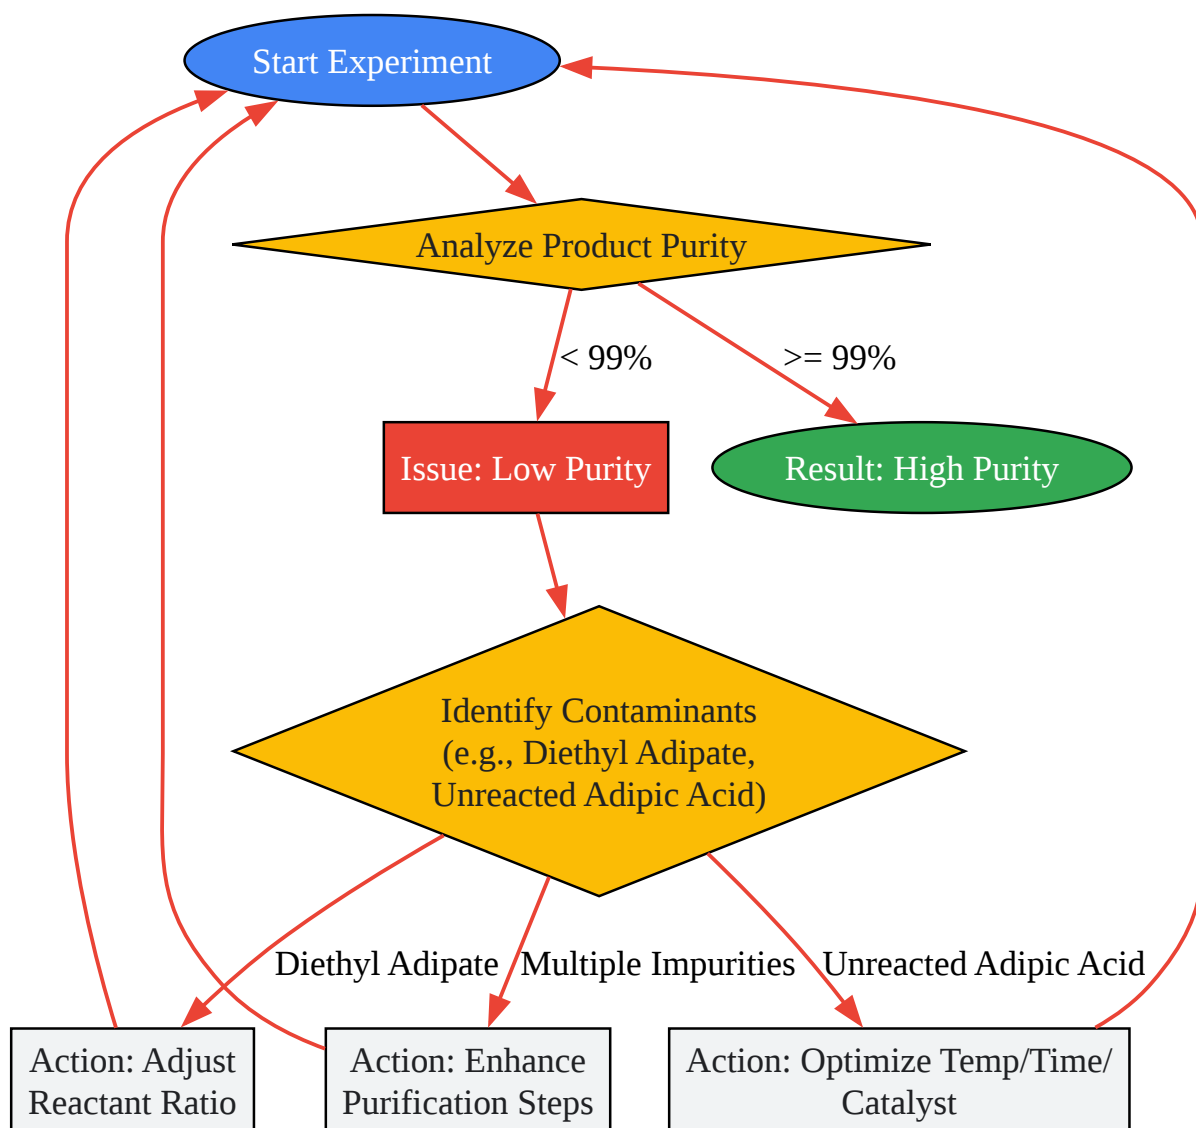 Start Experiment
Analyze Product Purity
< 99%
>= 99%
Issue: Low Purity
Result: High Purity
Identify Contaminants
(e.g., Diethyl Adipate,
Unreacted Adipic Acid)
Diethyl Adipate
Multiple Impurities
Unreacted Adipic Acid
Action: Adjust
Reactant Ratio
Action: Enhance
Purification Steps
Action: Optimize Temp/Time/
Catalyst